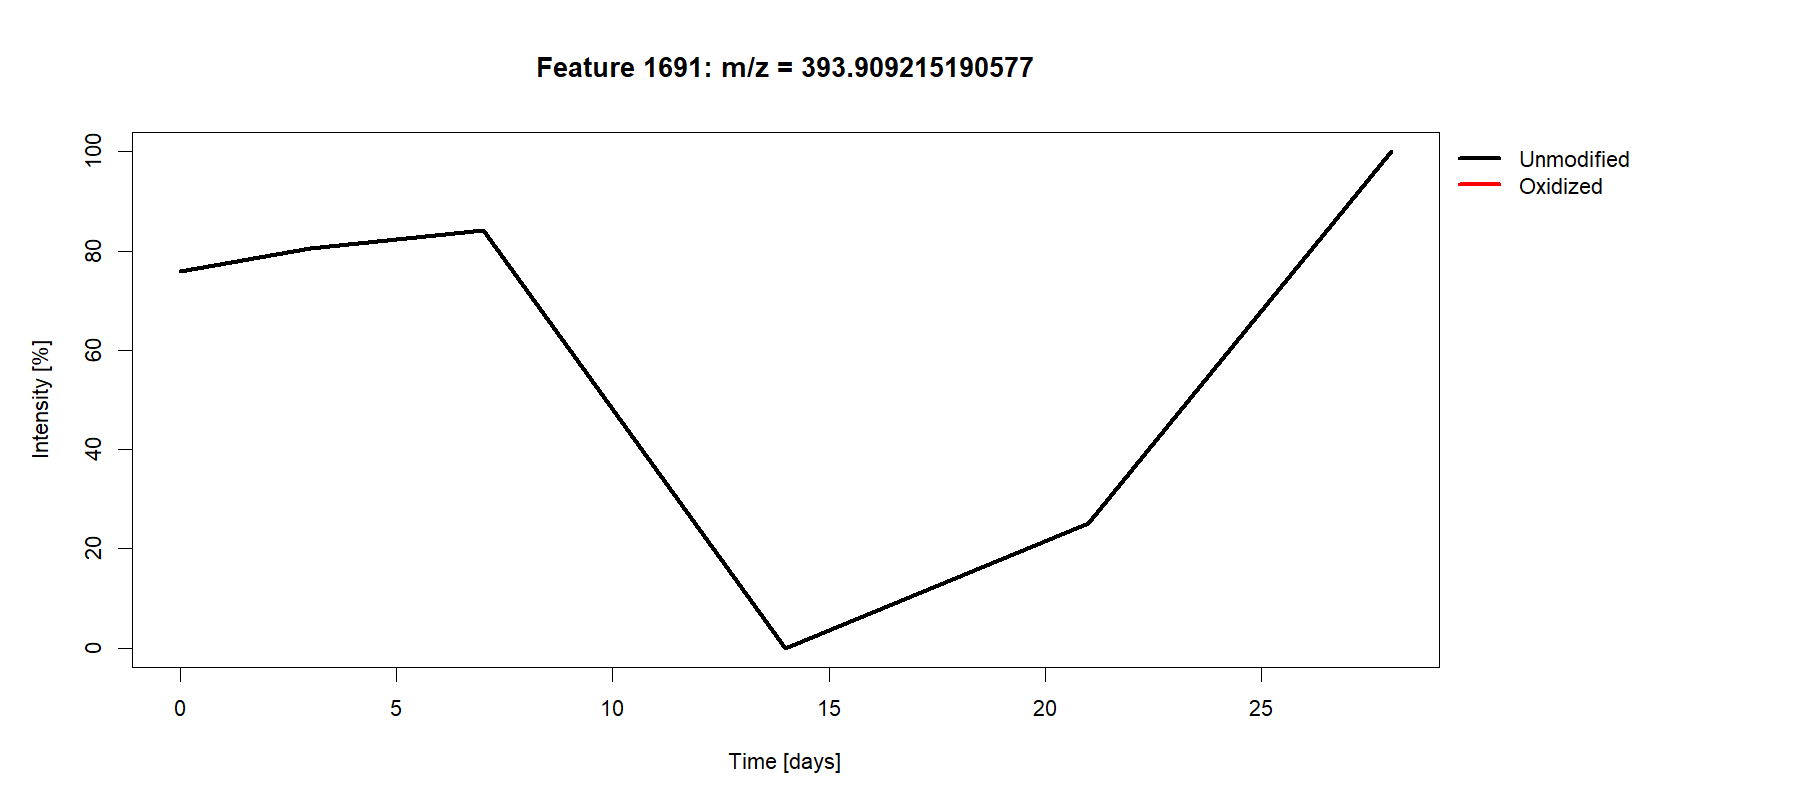 Feature 1691: m/z = 393.909215190577
Unmodified
Oxidized
Intensity [%]
100
80
60
40
20
0
0 5 10 15 20 25
Time [days]